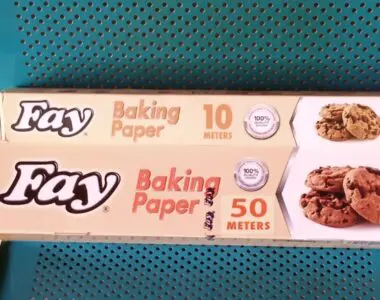 Fay
Baking
Paper
10
METERS
100%
Fay
Baking
Paper
50
METERS
100%